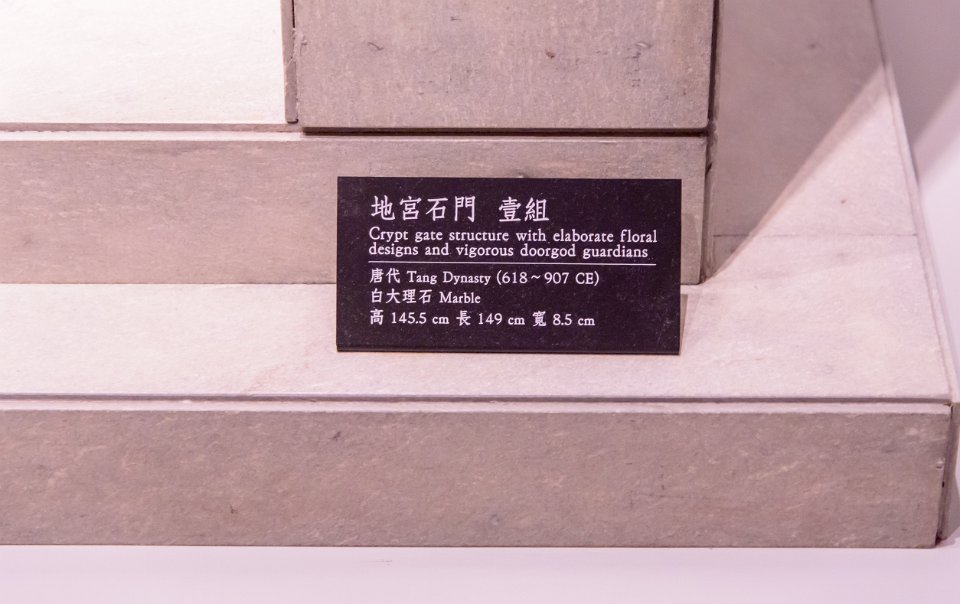 地宮石門 壹組
Crypt gate structure with elaborate floral
designs and vigorous doorgod guardians
唐代 Tang Dynasty (618~907 CE)
白大理石 Marble
高 145.5 cm 長 149 cm 寬 8.5 cm